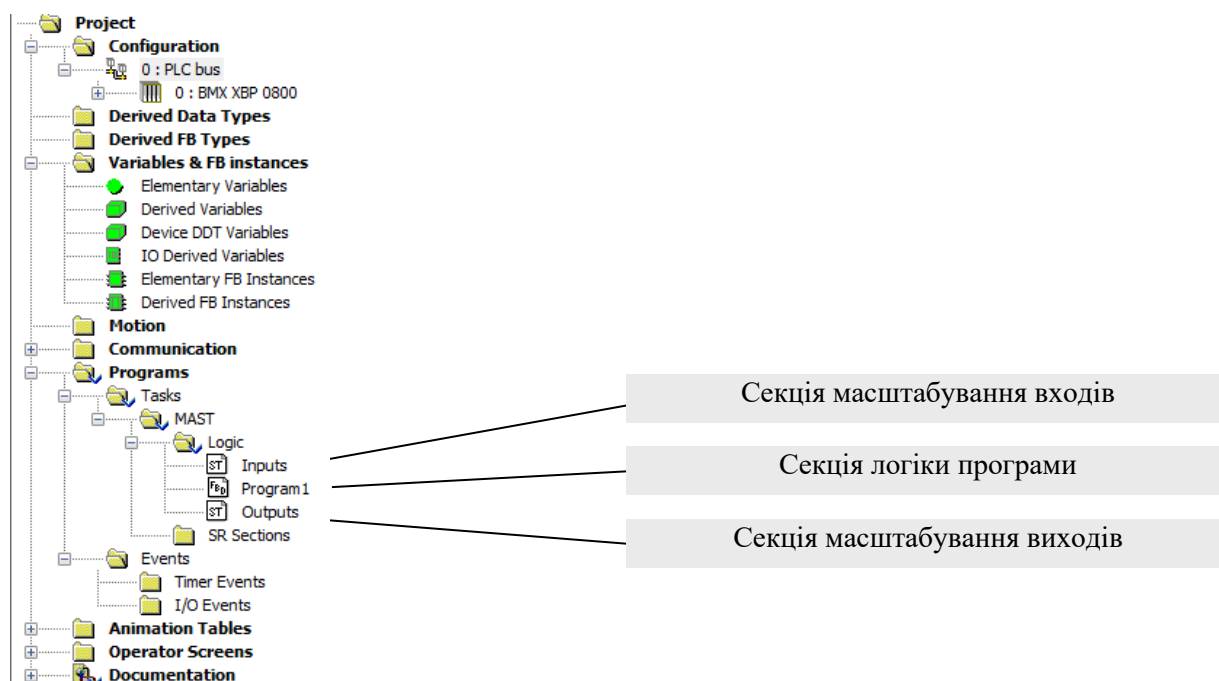 Project
Configuration
0 : PLC bus
0 : BMX XBP 0800
Derived Data Types
Derived FB Types
Variables & FB instances
Elementary Variables
Derived Variables
Device DDT Variables
IO Derived Variables
Elementary FB Instances
Derived FB Instances
Motion
Communication
Programs
Tasks
MAST
Logic
ST Inputs
FBD Program1
ST Outputs
SR Sections
Events
Timer Events
I/O Events
Animation Tables
Operator Screens
Documentation
Секція масштабування входів
Секція логіки програми
Секція масштабування виходів